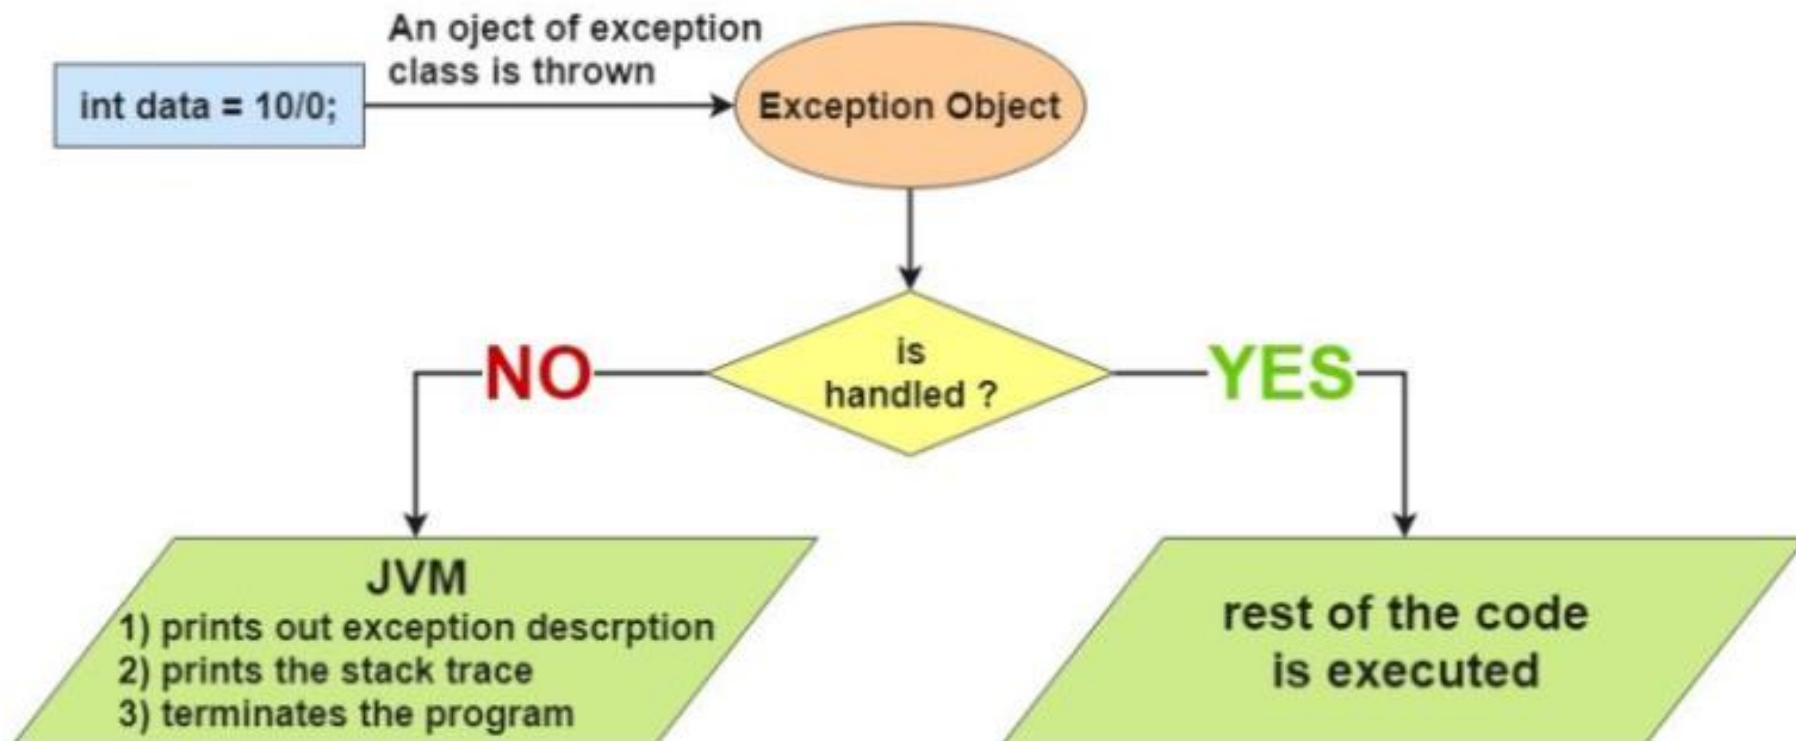 An oject of exception
class is thrown
int data = 10/0;
Exception Object
is
handled ?
NO
YES
JVM
1) prints out exception descrption
2) prints the stack trace
3) terminates the program
rest of the code
is executed